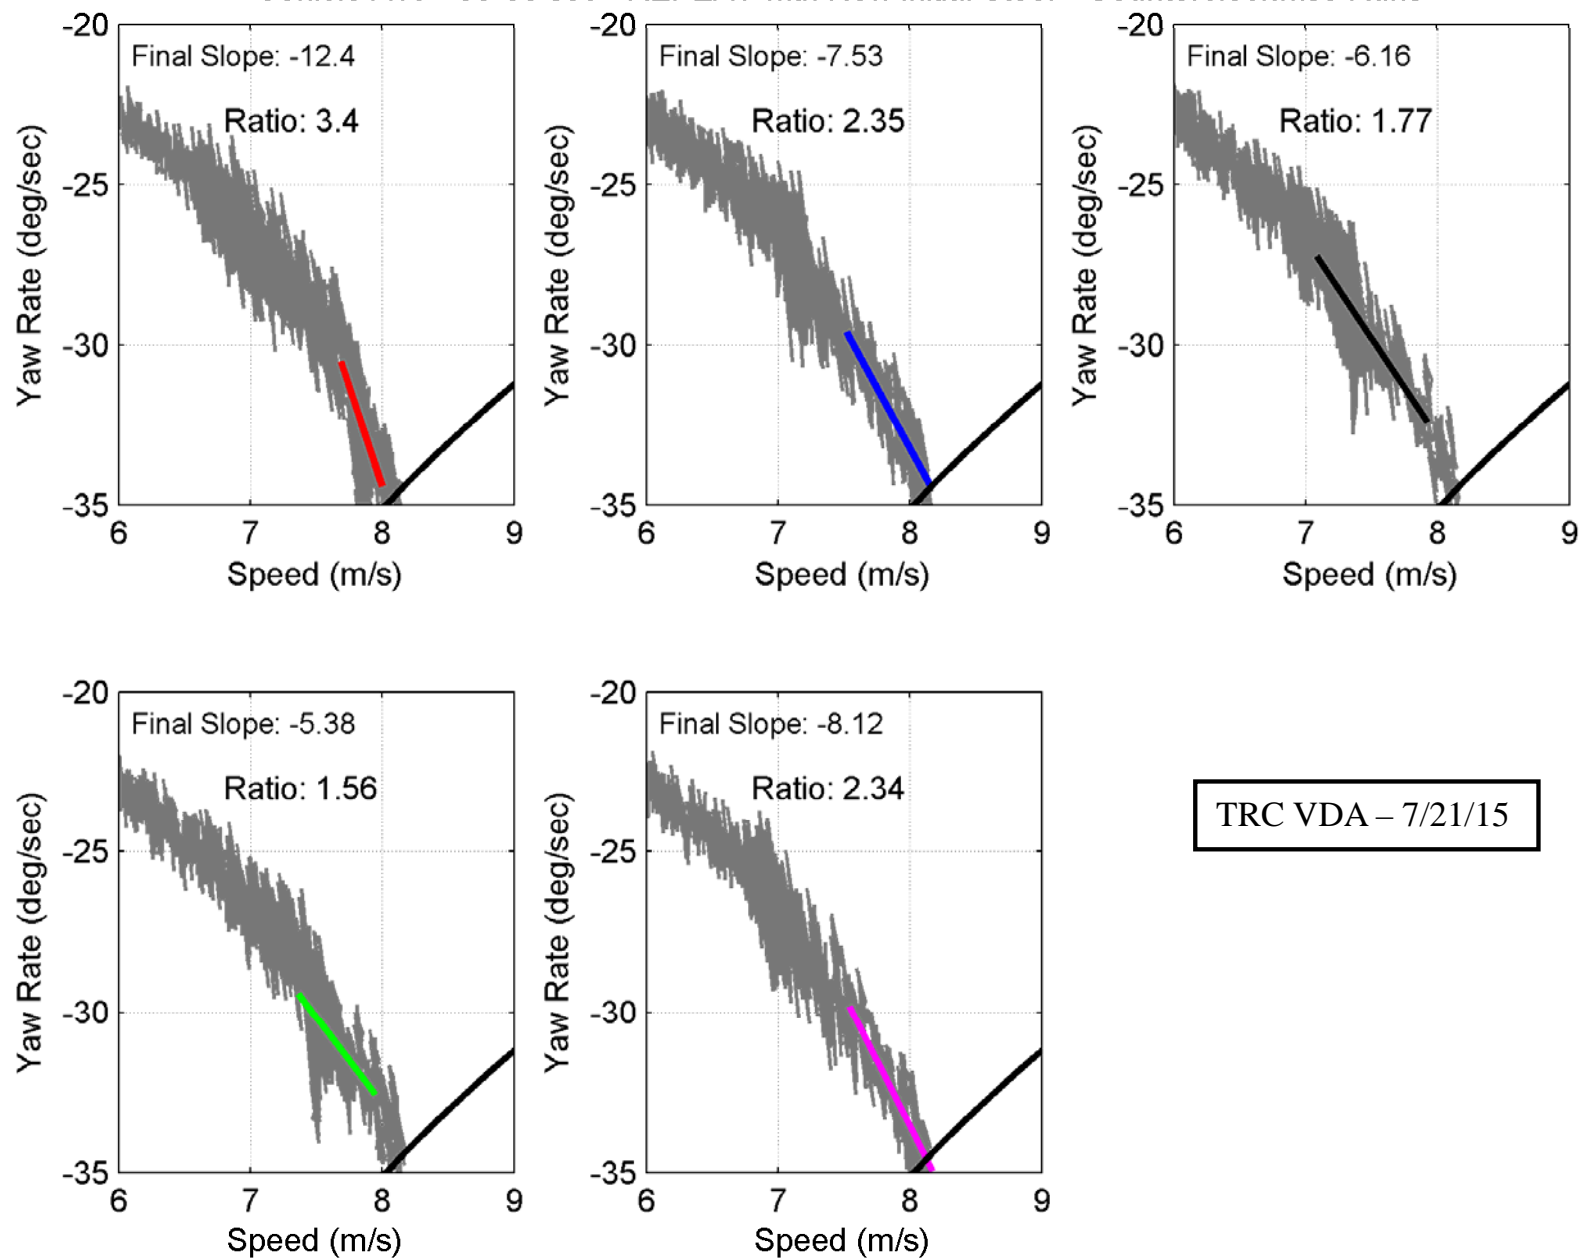 Final Slope: -12.4
Ratio: 3.4
-20
-25
-30
-35
6 7 8 9
Yaw Rate (deg/sec)
Speed (m/s)
Final Slope: -7.53
Ratio: 2.35
-20
-25
-30
-35
6 7 8 9
Yaw Rate (deg/sec)
Speed (m/s)
Final Slope: -6.16
Ratio: 1.77
-20
-25
-30
-35
6 7 8 9
Yaw Rate (deg/sec)
Speed (m/s)
Final Slope: -5.38
Ratio: 1.56
-20
-25
-30
-35
6 7 8 9
Yaw Rate (deg/sec)
Speed (m/s)
Final Slope: -8.12
Ratio: 2.34
-20
-25
-30
-35
6 7 8 9
Yaw Rate (deg/sec)
Speed (m/s)
TRC VDA – 7/21/15